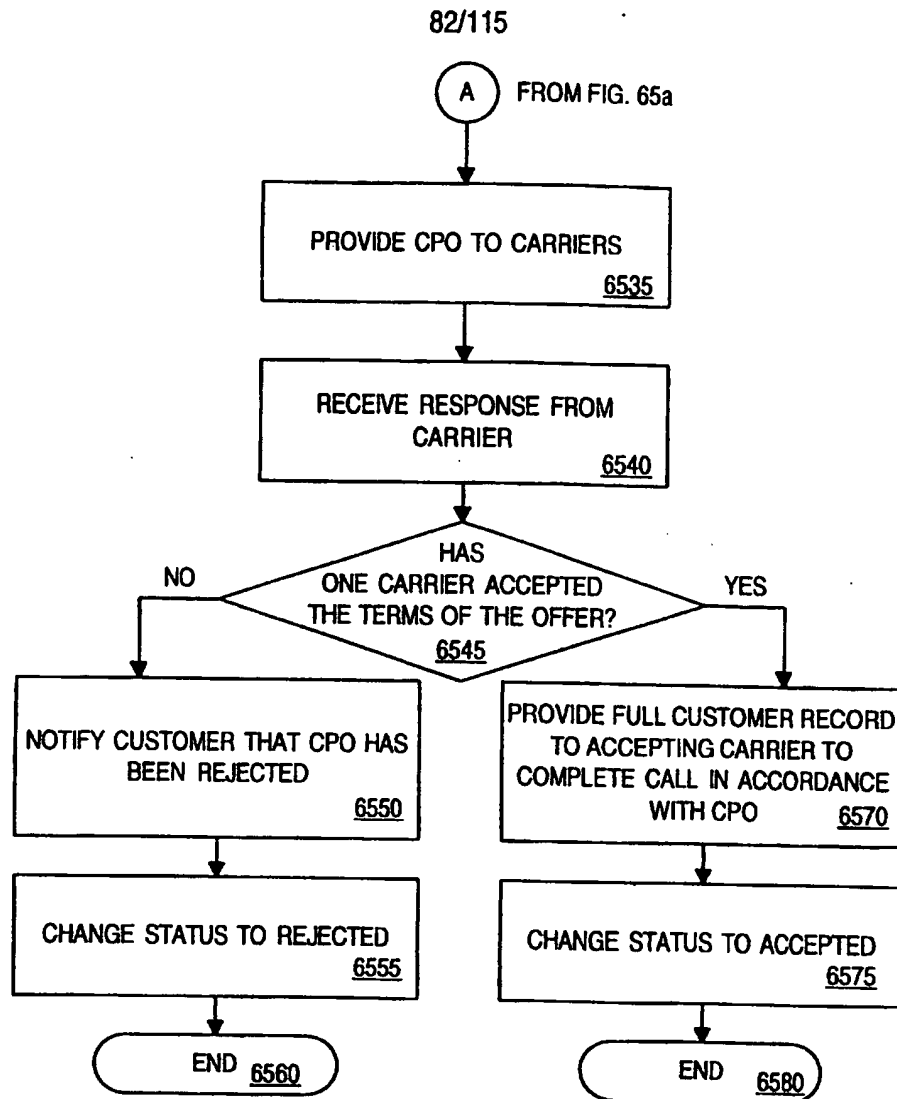 82/115
A FROM FIG. 65a
PROVIDE CPO TO CARRIERS
6535
RECEIVE RESPONSE FROM
CARRIER
6540
HAS
ONE CARRIER ACCEPTED
THE TERMS OF THE OFFER?
6545
NO
YES
NOTIFY CUSTOMER THAT CPO HAS
BEEN REJECTED
6550
PROVIDE FULL CUSTOMER RECORD
TO ACCEPTING CARRIER TO
COMPLETE CALL IN ACCORDANCE
WITH CPO
6570
CHANGE STATUS TO REJECTED
6555
CHANGE STATUS TO ACCEPTED
6575
END 6560
END 6580